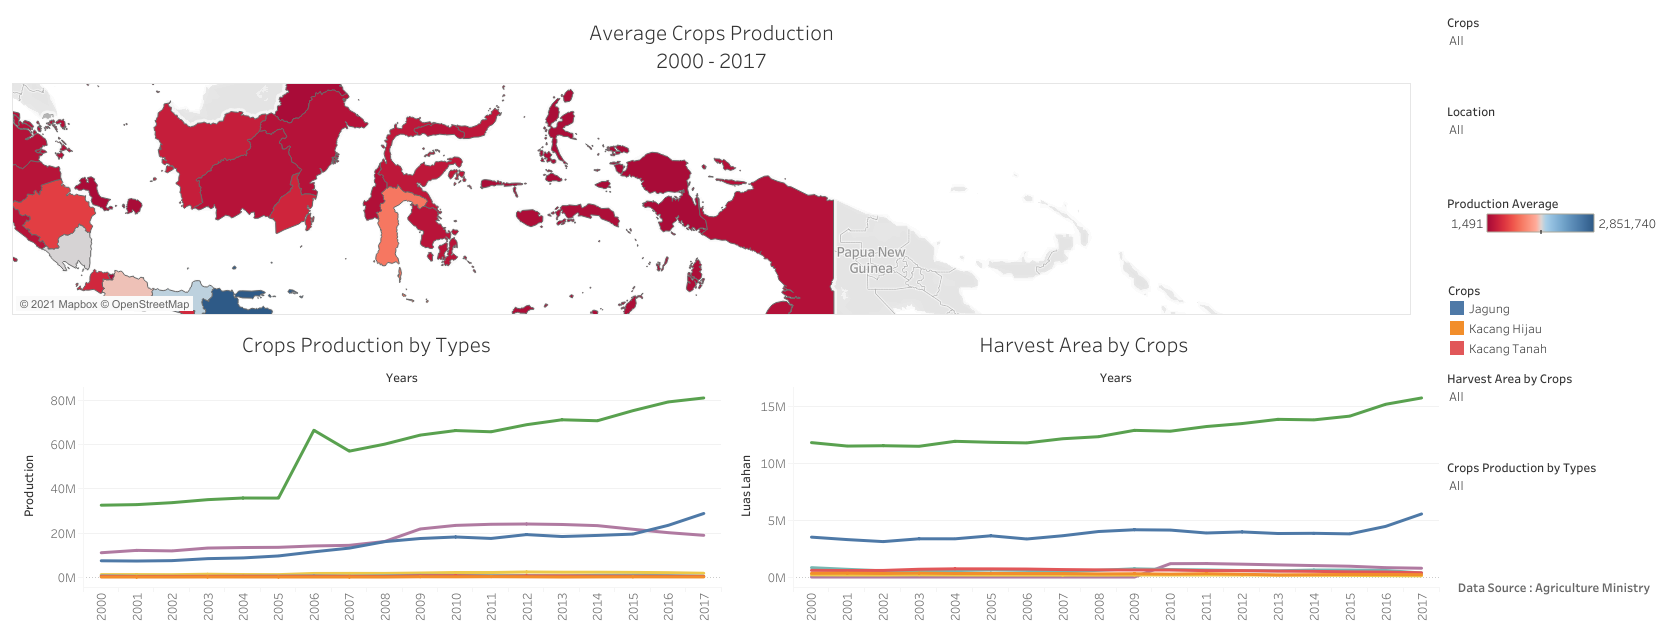 Average Crops Production
2000 - 2017
Crops
All
Location
All
Production Average
1,491
2,851,740
Papua New
Guinea
© 2021 Mapbox © OpenStreetMap
Crops
Jagung
Kacang Hijau
Kacang Tanah
Crops Production by Types
Years
Production
80M
60M
40M
20M
0M
2000
2001
2002
2003
2004
2005
2006
2007
2008
2009
2010
2011
2012
2013
2014
2015
2016
2017
Harvest Area by Crops
Years
Luas Lahan
15M
10M
5M
0M
2000
2001
2002
2003
2004
2005
2006
2007
2008
2009
2010
2011
2012
2013
2014
2015
2016
2017
Harvest Area by Crops
All
Crops Production by Types
All
Data Source : Agriculture Ministry